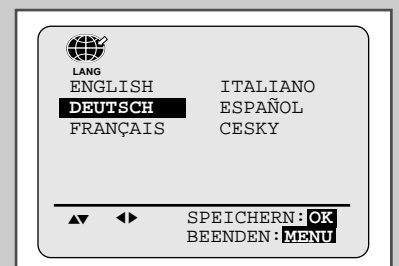 LANG
ENGLISH ITALIANO
DEUTSCH ESPAÑOL
FRANÇAIS CESKY
SPEICHERN:OK
BEENDEN:MENU